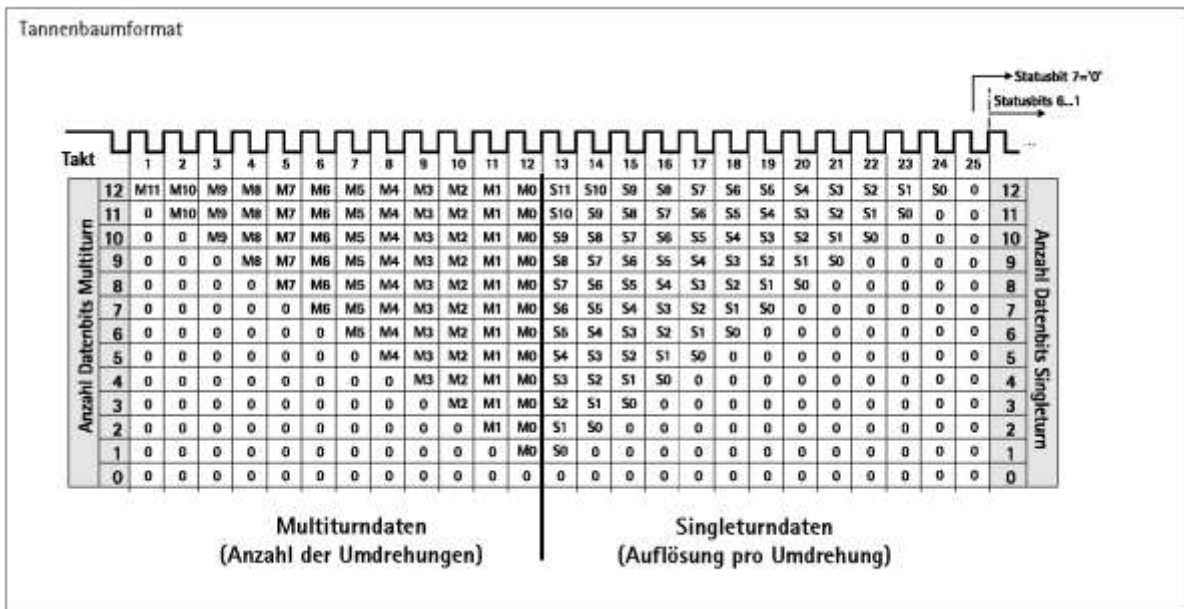 Tannenbaumformat
Statusbit 7='0'
Statusbits 6...1
...
Takt 1 2 3 4 5 6 7 8 9 10 11 12 13 14 15 16 17 18 19 20 21 22 23 24 25
12 M11 M10 M9 M8 M7 M6 M5 M4 M3 M2 M1 M0 S11 S10 S9 S8 S7 S6 S5 S4 S3 S2 S1 S0 0 12
11 0 M10 M9 M8 M7 M6 M5 M4 M3 M2 M1 M0 S10 S9 S8 S7 S6 S5 S4 S3 S2 S1 S0 0 0 11
10 0 0 M9 M8 M7 M6 M5 M4 M3 M2 M1 M0 S9 S8 S7 S6 S5 S4 S3 S2 S1 S0 0 0 0 10
9 0 0 0 M8 M7 M6 M5 M4 M3 M2 M1 M0 S8 S7 S6 S5 S4 S3 S2 S1 S0 0 0 0 0 9
8 0 0 0 0 M7 M6 M5 M4 M3 M2 M1 M0 S7 S6 S5 S4 S3 S2 S1 S0 0 0 0 0 0 8
7 0 0 0 0 0 M6 M5 M4 M3 M2 M1 M0 S6 S5 S4 S3 S2 S1 S0 0 0 0 0 0 0 7
6 0 0 0 0 0 0 M5 M4 M3 M2 M1 M0 S5 S4 S3 S2 S1 S0 0 0 0 0 0 0 0 6
5 0 0 0 0 0 0 0 M4 M3 M2 M1 M0 S4 S3 S2 S1 S0 0 0 0 0 0 0 0 0 5
4 0 0 0 0 0 0 0 0 M3 M2 M1 M0 S3 S2 S1 S0 0 0 0 0 0 0 0 0 0 4
3 0 0 0 0 0 0 0 0 0 M2 M1 M0 S2 S1 S0 0 0 0 0 0 0 0 0 0 0 3
2 0 0 0 0 0 0 0 0 0 0 M1 M0 S1 S0 0 0 0 0 0 0 0 0 0 0 0 2
1 0 0 0 0 0 0 0 0 0 0 0 M0 S0 0 0 0 0 0 0 0 0 0 0 0 0 1
0 0 0 0 0 0 0 0 0 0 0 0 0 0 0 0 0 0 0 0 0 0 0 0 0 0 0
Anzahl Datenbits Multiturn
Anzahl Datenbits Singleturn
Multiturndaten
(Anzahl der Umdrehungen)
Singleturndaten
(Auflösung pro Umdrehung)